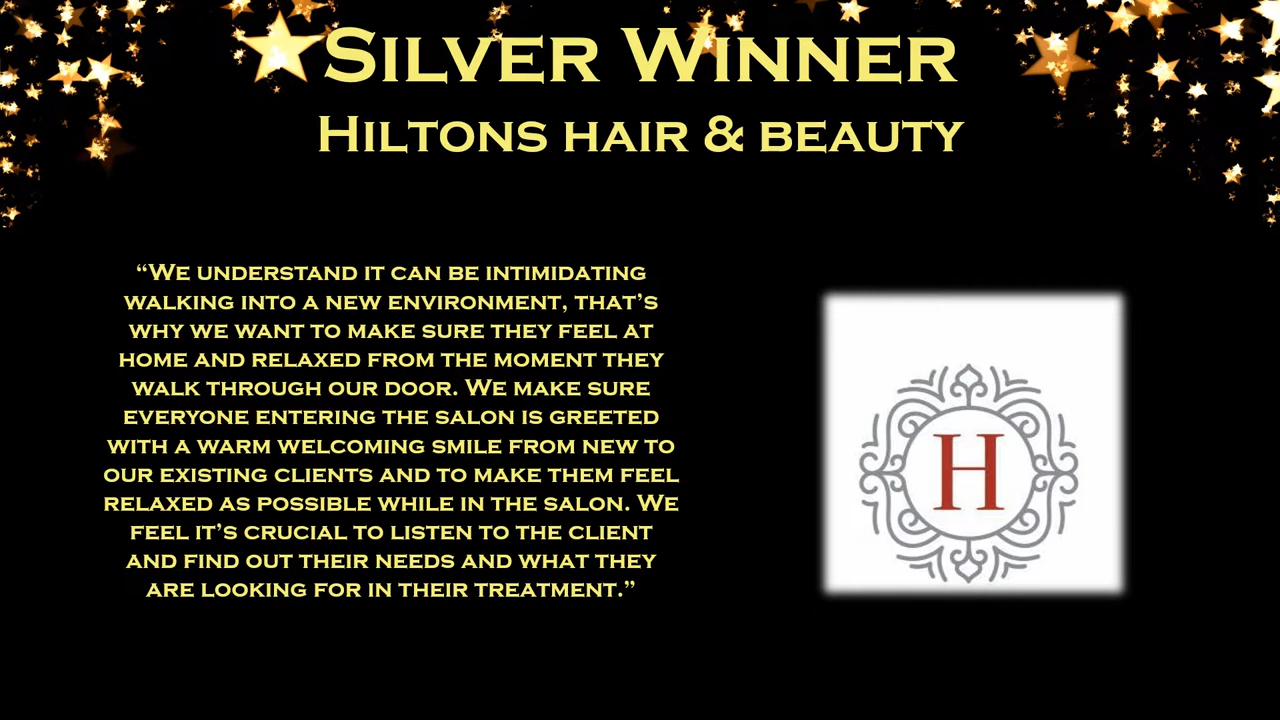 Silver Winner
Hiltons hair & beauty
“We understand it can be intimidating
walking into a new environment, that’s
why we want to make sure they feel at
home and relaxed from the moment they
walk through our door. We make sure
everyone entering the salon is greeted
with a warm welcoming smile from new to
our existing clients and to make them feel
relaxed as possible while in the salon. We
feel it’s crucial to listen to the client
and find out their needs and what they
are looking for in their treatment.”
H